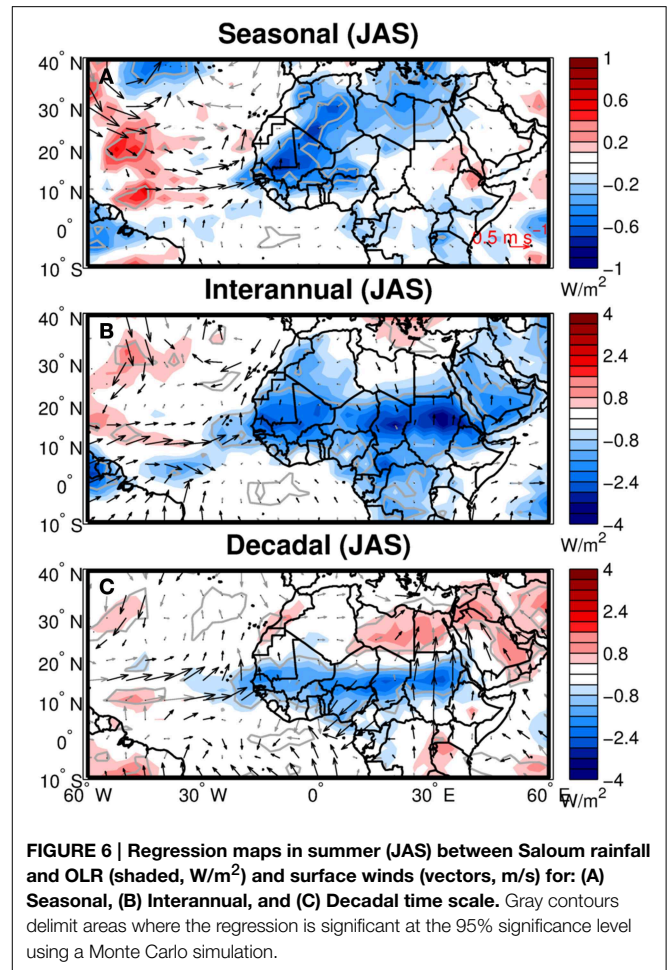 Seasonal (JAS)
A
40° N
30° N
20° N
10° N
0°
10° S
0.5 m s⁻¹
1
0.6
0.2
−0.2
−0.6
−1
W/m²
Interannual (JAS)
B
40° N
30° N
20° N
10° N
0°
10° S
4
2.4
0.8
−0.8
−2.4
−4
W/m²
Decadal (JAS)
C
40° N
30° N
20° N
10° N
0°
10° S
60° W
30° W
0
30° E
60° E
4
2.4
0.8
−0.8
−2.4
−4
W/m²
FIGURE 6 | Regression maps in summer (JAS) between Saloum rainfall
and OLR (shaded, W/m²) and surface winds (vectors, m/s) for: (A)
Seasonal, (B) Interannual, and (C) Decadal time scale. Gray contours
delimit areas where the regression is significant at the 95% significance level
using a Monte Carlo simulation.